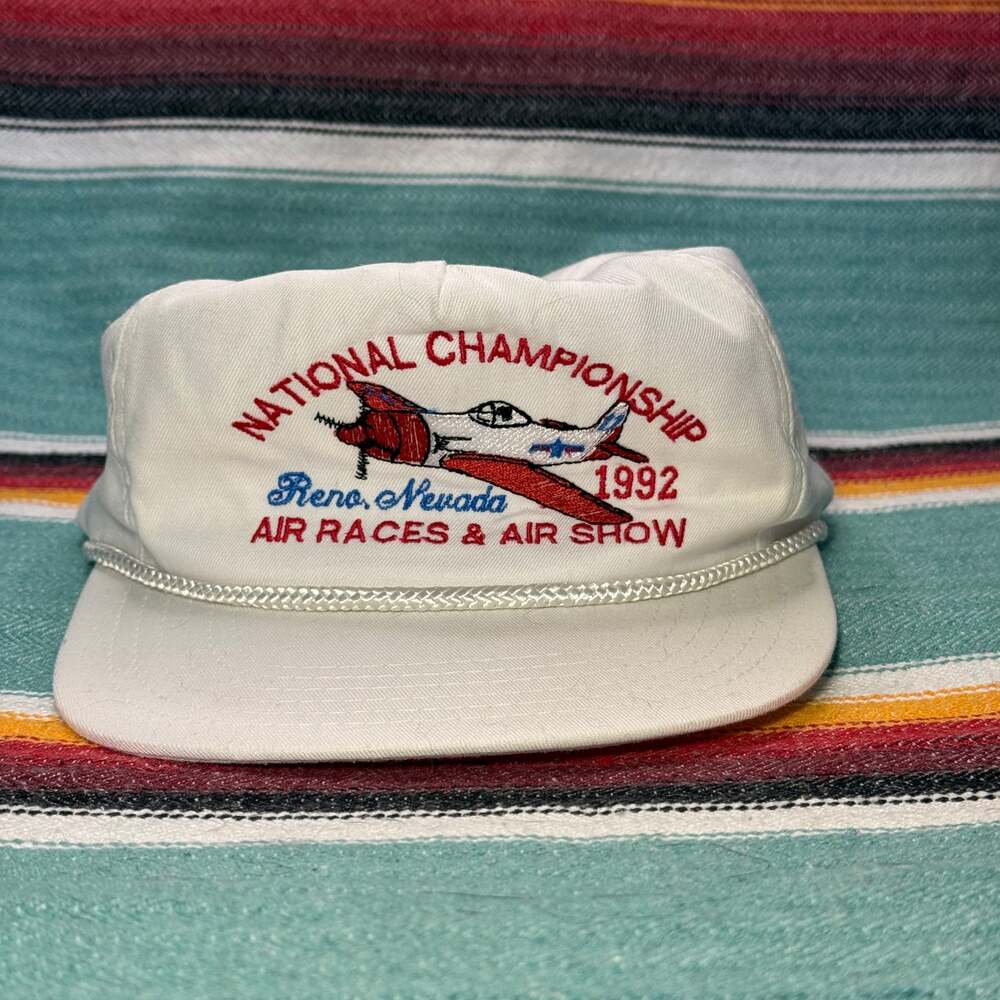 NATIONAL CHAMPIONSHIP
1992
Reno, Nevada
AIR RACES & AIR SHOW